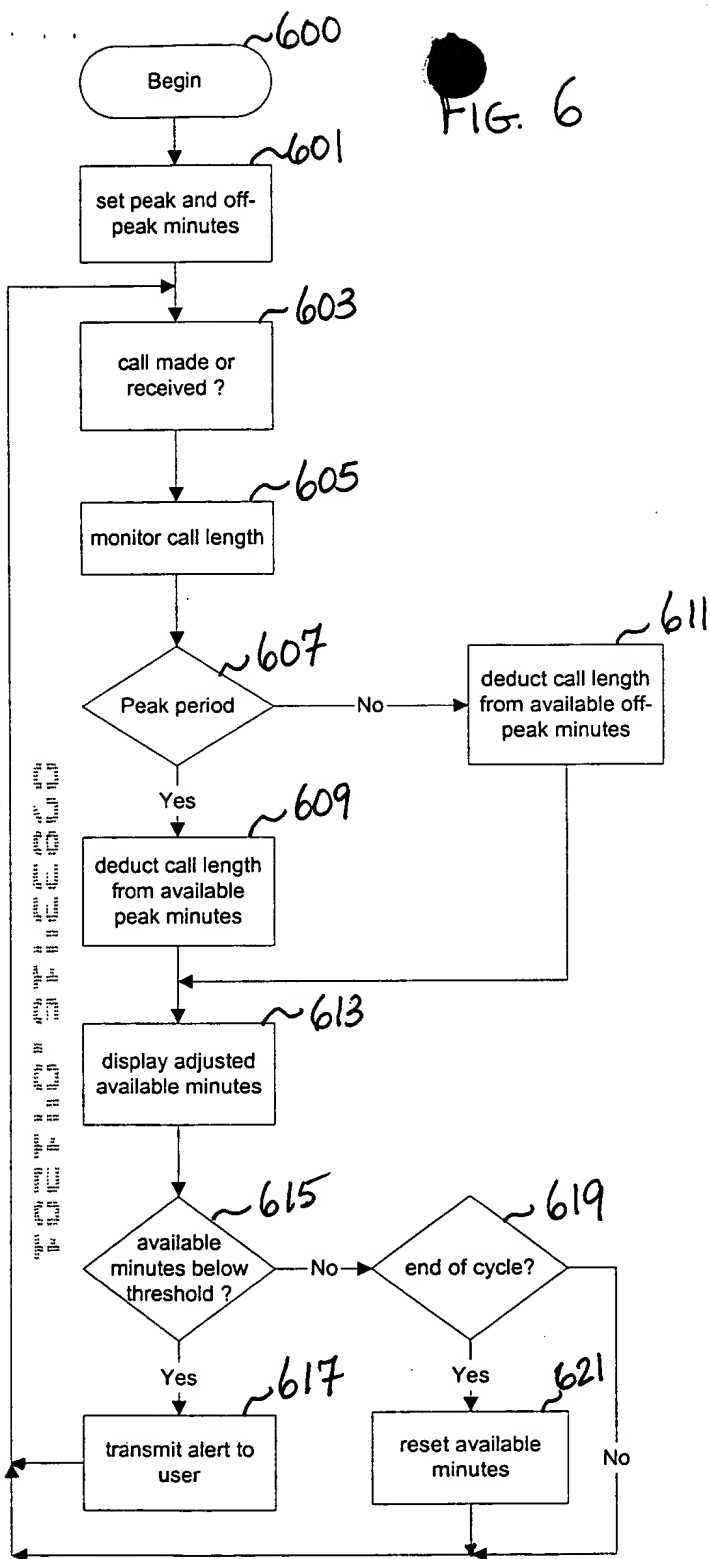 600
Begin
FIG. 6
601
set peak and off-
peak minutes
603
call made or
received ?
605
monitor call length
607
Peak period
No
611
deduct call length
from available off-
peak minutes
Yes
609
deduct call length
from available
peak minutes
613
display adjusted
available minutes
615
available
minutes below
threshold ?
No
619
end of cycle?
Yes
617
transmit alert to
user
Yes
621
reset available
minutes
No